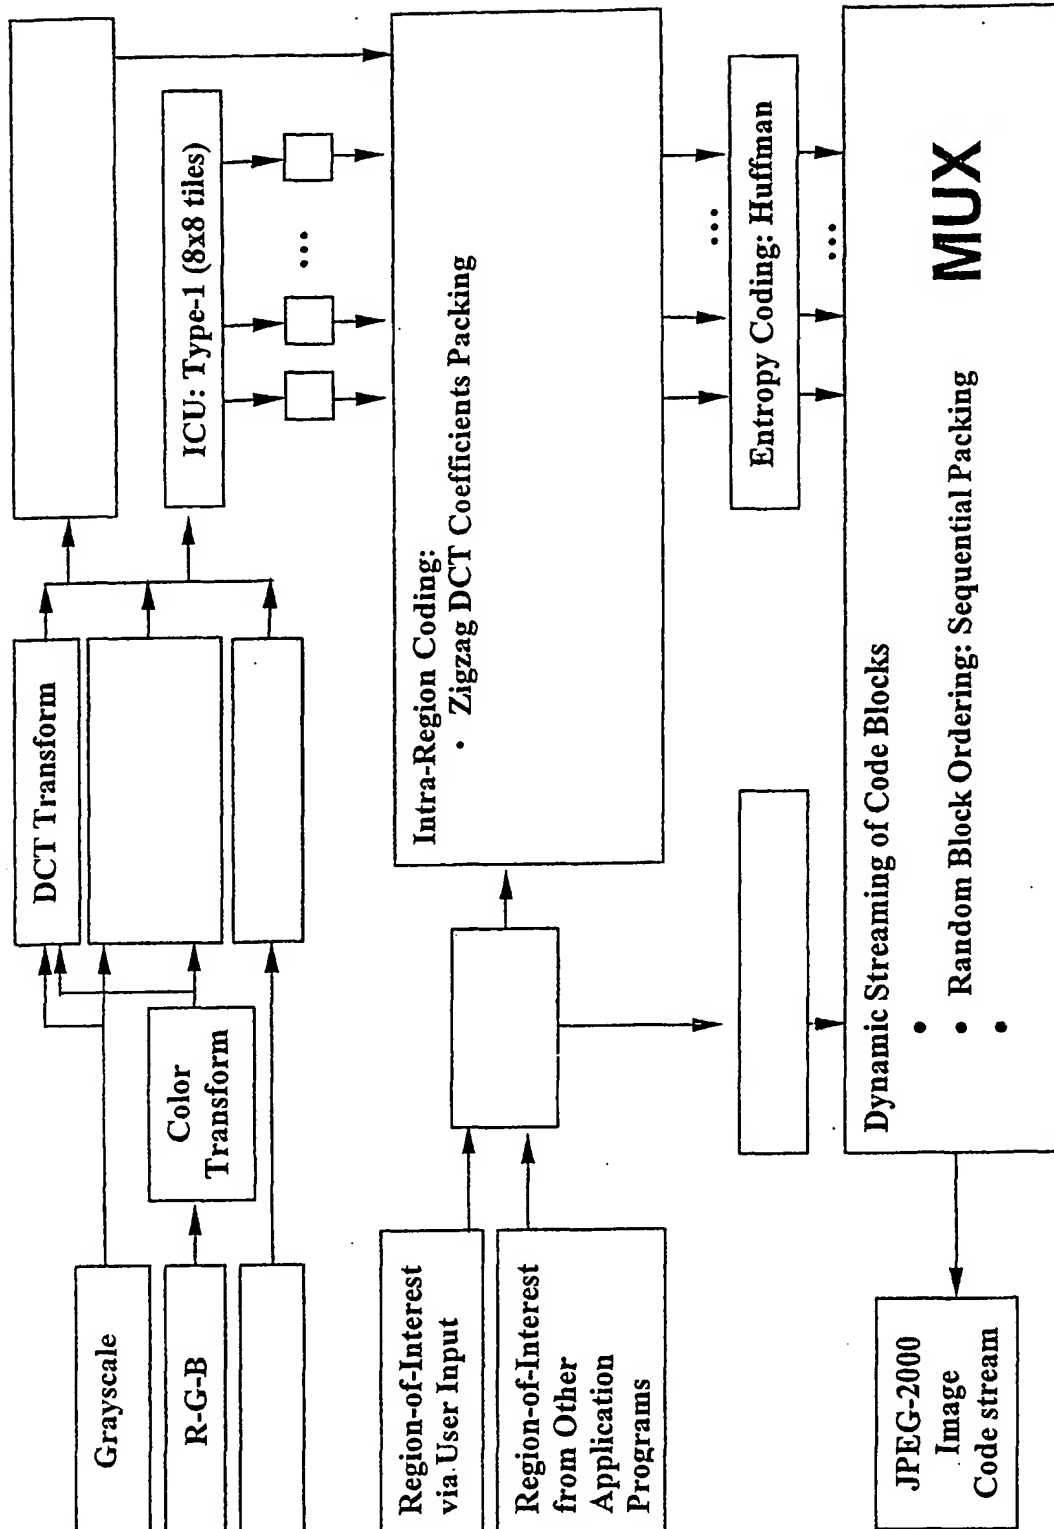 Grayscale
R-G-B
Color
Transform
DCT Transform
ICU: Type-1 (8x8 tiles)
...
Region-of-Interest
via User Input
Region-of-Interest
from Other
Application
Programs
Intra-Region Coding:
• Zigzag DCT Coefficients Packing
...
Entropy Coding: Huffman
...
Dynamic Streaming of Code Blocks
•
• Random Block Ordering: Sequential Packing
•
MUX
JPEG-2000
Image
Code stream